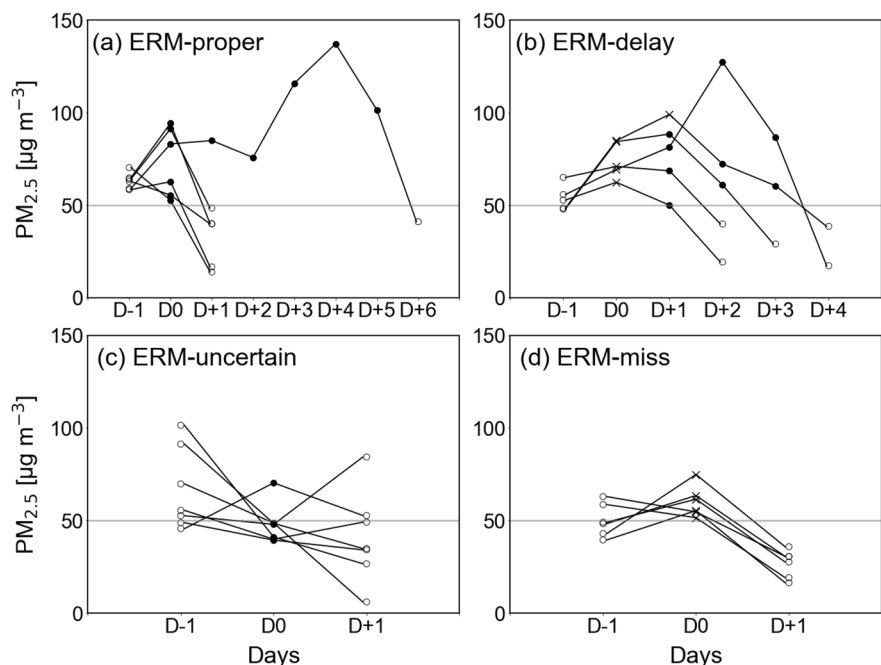 (a) ERM-proper
PM2.5 [µg m−3]
150
100
50
0
D-1 D0 D+1 D+2 D+3 D+4 D+5 D+6
(b) ERM-delay
150
100
50
0
D-1 D0 D+1 D+2 D+3 D+4
(c) ERM-uncertain
PM2.5 [µg m−3]
150
100
50
0
D-1 D0 D+1
Days
(d) ERM-miss
150
100
50
0
D-1 D0 D+1
Days